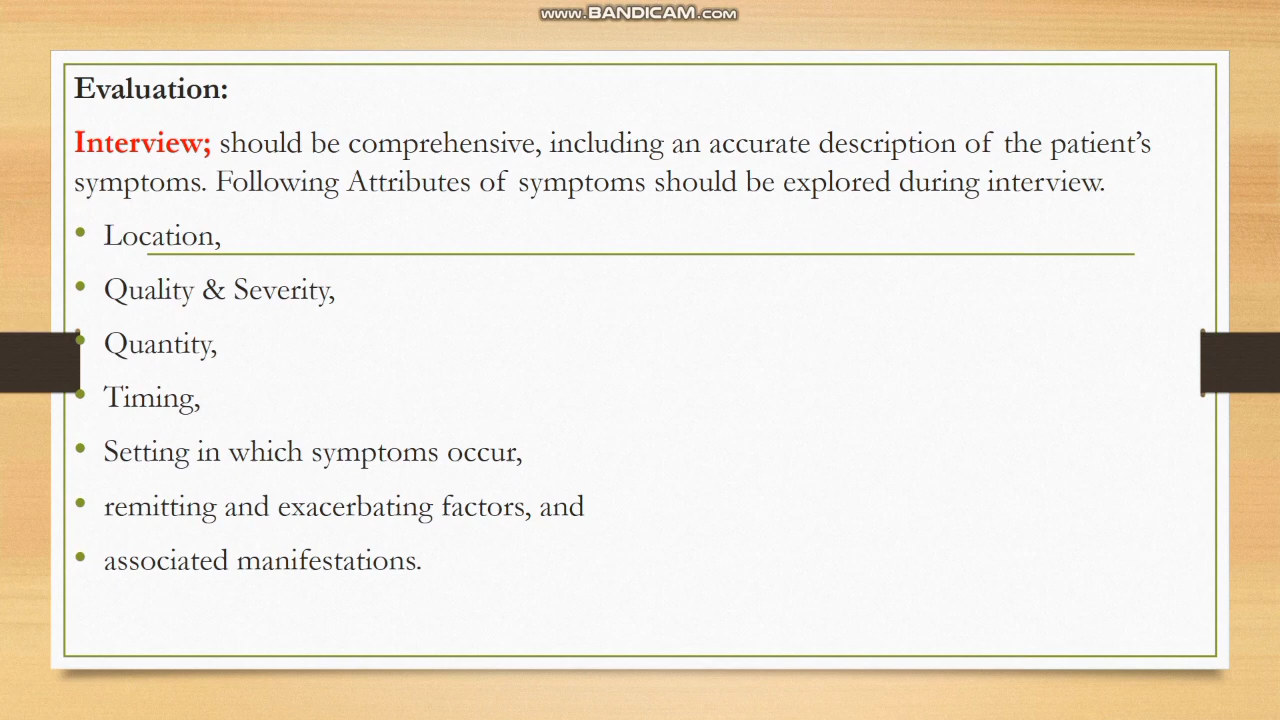 www.BANDICAM.com
Evaluation:
Interview; should be comprehensive, including an accurate description of the patient’s
symptoms. Following Attributes of symptoms should be explored during interview.
• Location,
• Quality & Severity,
• Quantity,
• Timing,
• Setting in which symptoms occur,
• remitting and exacerbating factors, and
• associated manifestations.